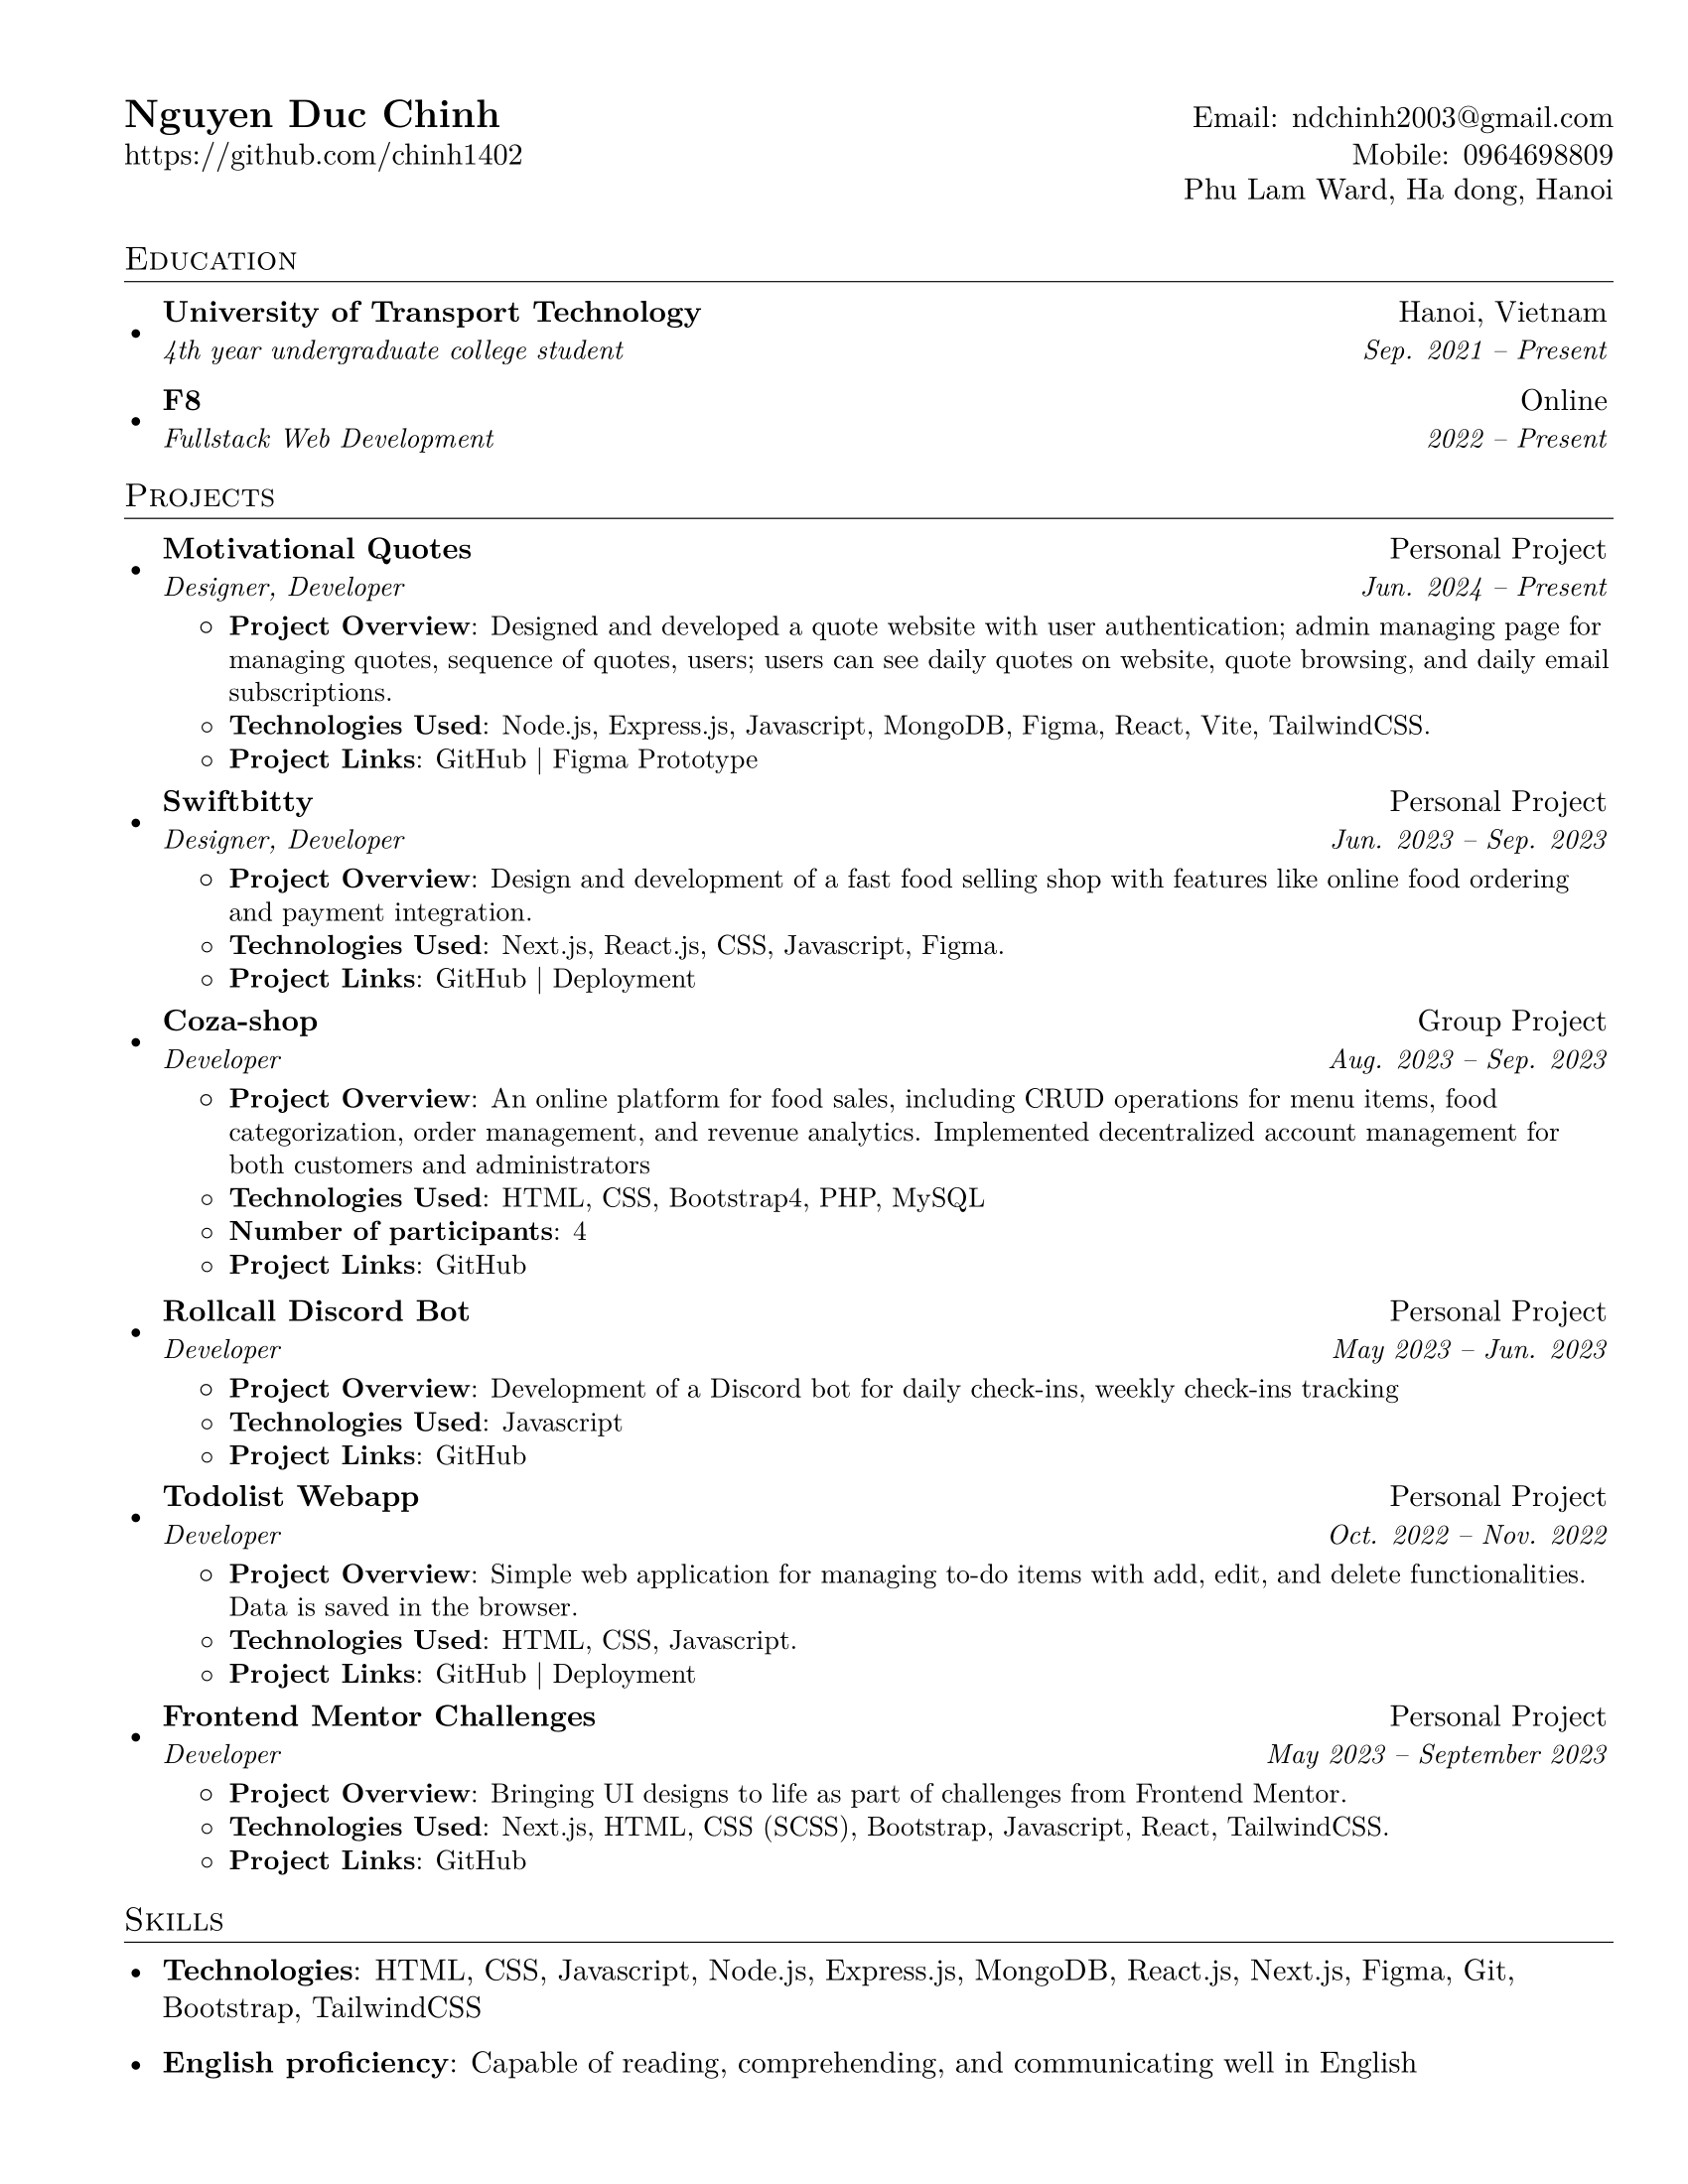 Nguyen Duc Chinh
https://github.com/chinh1402
Email: ndchinh2003@gmail.com
Mobile: 0964698809
Phu Lam Ward, Ha dong, Hanoi
Education
• University of Transport Technology Hanoi, Vietnam
4th year undergraduate college student Sep. 2021 – Present
• F8 Online
Fullstack Web Development 2022 – Present
Projects
• Motivational Quotes Personal Project
Designer, Developer Jun. 2024 – Present
◦ Project Overview: Designed and developed a quote website with user authentication; admin managing page for
managing quotes, sequence of quotes, users; users can see daily quotes on website, quote browsing, and daily email
subscriptions.
◦ Technologies Used: Node.js, Express.js, Javascript, MongoDB, Figma, React, Vite, TailwindCSS.
◦ Project Links: GitHub | Figma Prototype
• Swiftbitty Personal Project
Designer, Developer Jun. 2023 – Sep. 2023
◦ Project Overview: Design and development of a fast food selling shop with features like online food ordering
and payment integration.
◦ Technologies Used: Next.js, React.js, CSS, Javascript, Figma.
◦ Project Links: GitHub | Deployment
• Coza-shop Group Project
Developer Aug. 2023 – Sep. 2023
◦ Project Overview: An online platform for food sales, including CRUD operations for menu items, food
categorization, order management, and revenue analytics. Implemented decentralized account management for
both customers and administrators
◦ Technologies Used: HTML, CSS, Bootstrap4, PHP, MySQL
◦ Number of participants: 4
◦ Project Links: GitHub
• Rollcall Discord Bot Personal Project
Developer May 2023 – Jun. 2023
◦ Project Overview: Development of a Discord bot for daily check-ins, weekly check-ins tracking
◦ Technologies Used: Javascript
◦ Project Links: GitHub
• Todolist Webapp Personal Project
Developer Oct. 2022 – Nov. 2022
◦ Project Overview: Simple web application for managing to-do items with add, edit, and delete functionalities.
Data is saved in the browser.
◦ Technologies Used: HTML, CSS, Javascript.
◦ Project Links: GitHub | Deployment
• Frontend Mentor Challenges Personal Project
Developer May 2023 – September 2023
◦ Project Overview: Bringing UI designs to life as part of challenges from Frontend Mentor.
◦ Technologies Used: Next.js, HTML, CSS (SCSS), Bootstrap, Javascript, React, TailwindCSS.
◦ Project Links: GitHub
Skills
• Technologies: HTML, CSS, Javascript, Node.js, Express.js, MongoDB, React.js, Next.js, Figma, Git,
Bootstrap, TailwindCSS
• English proficiency: Capable of reading, comprehending, and communicating well in English